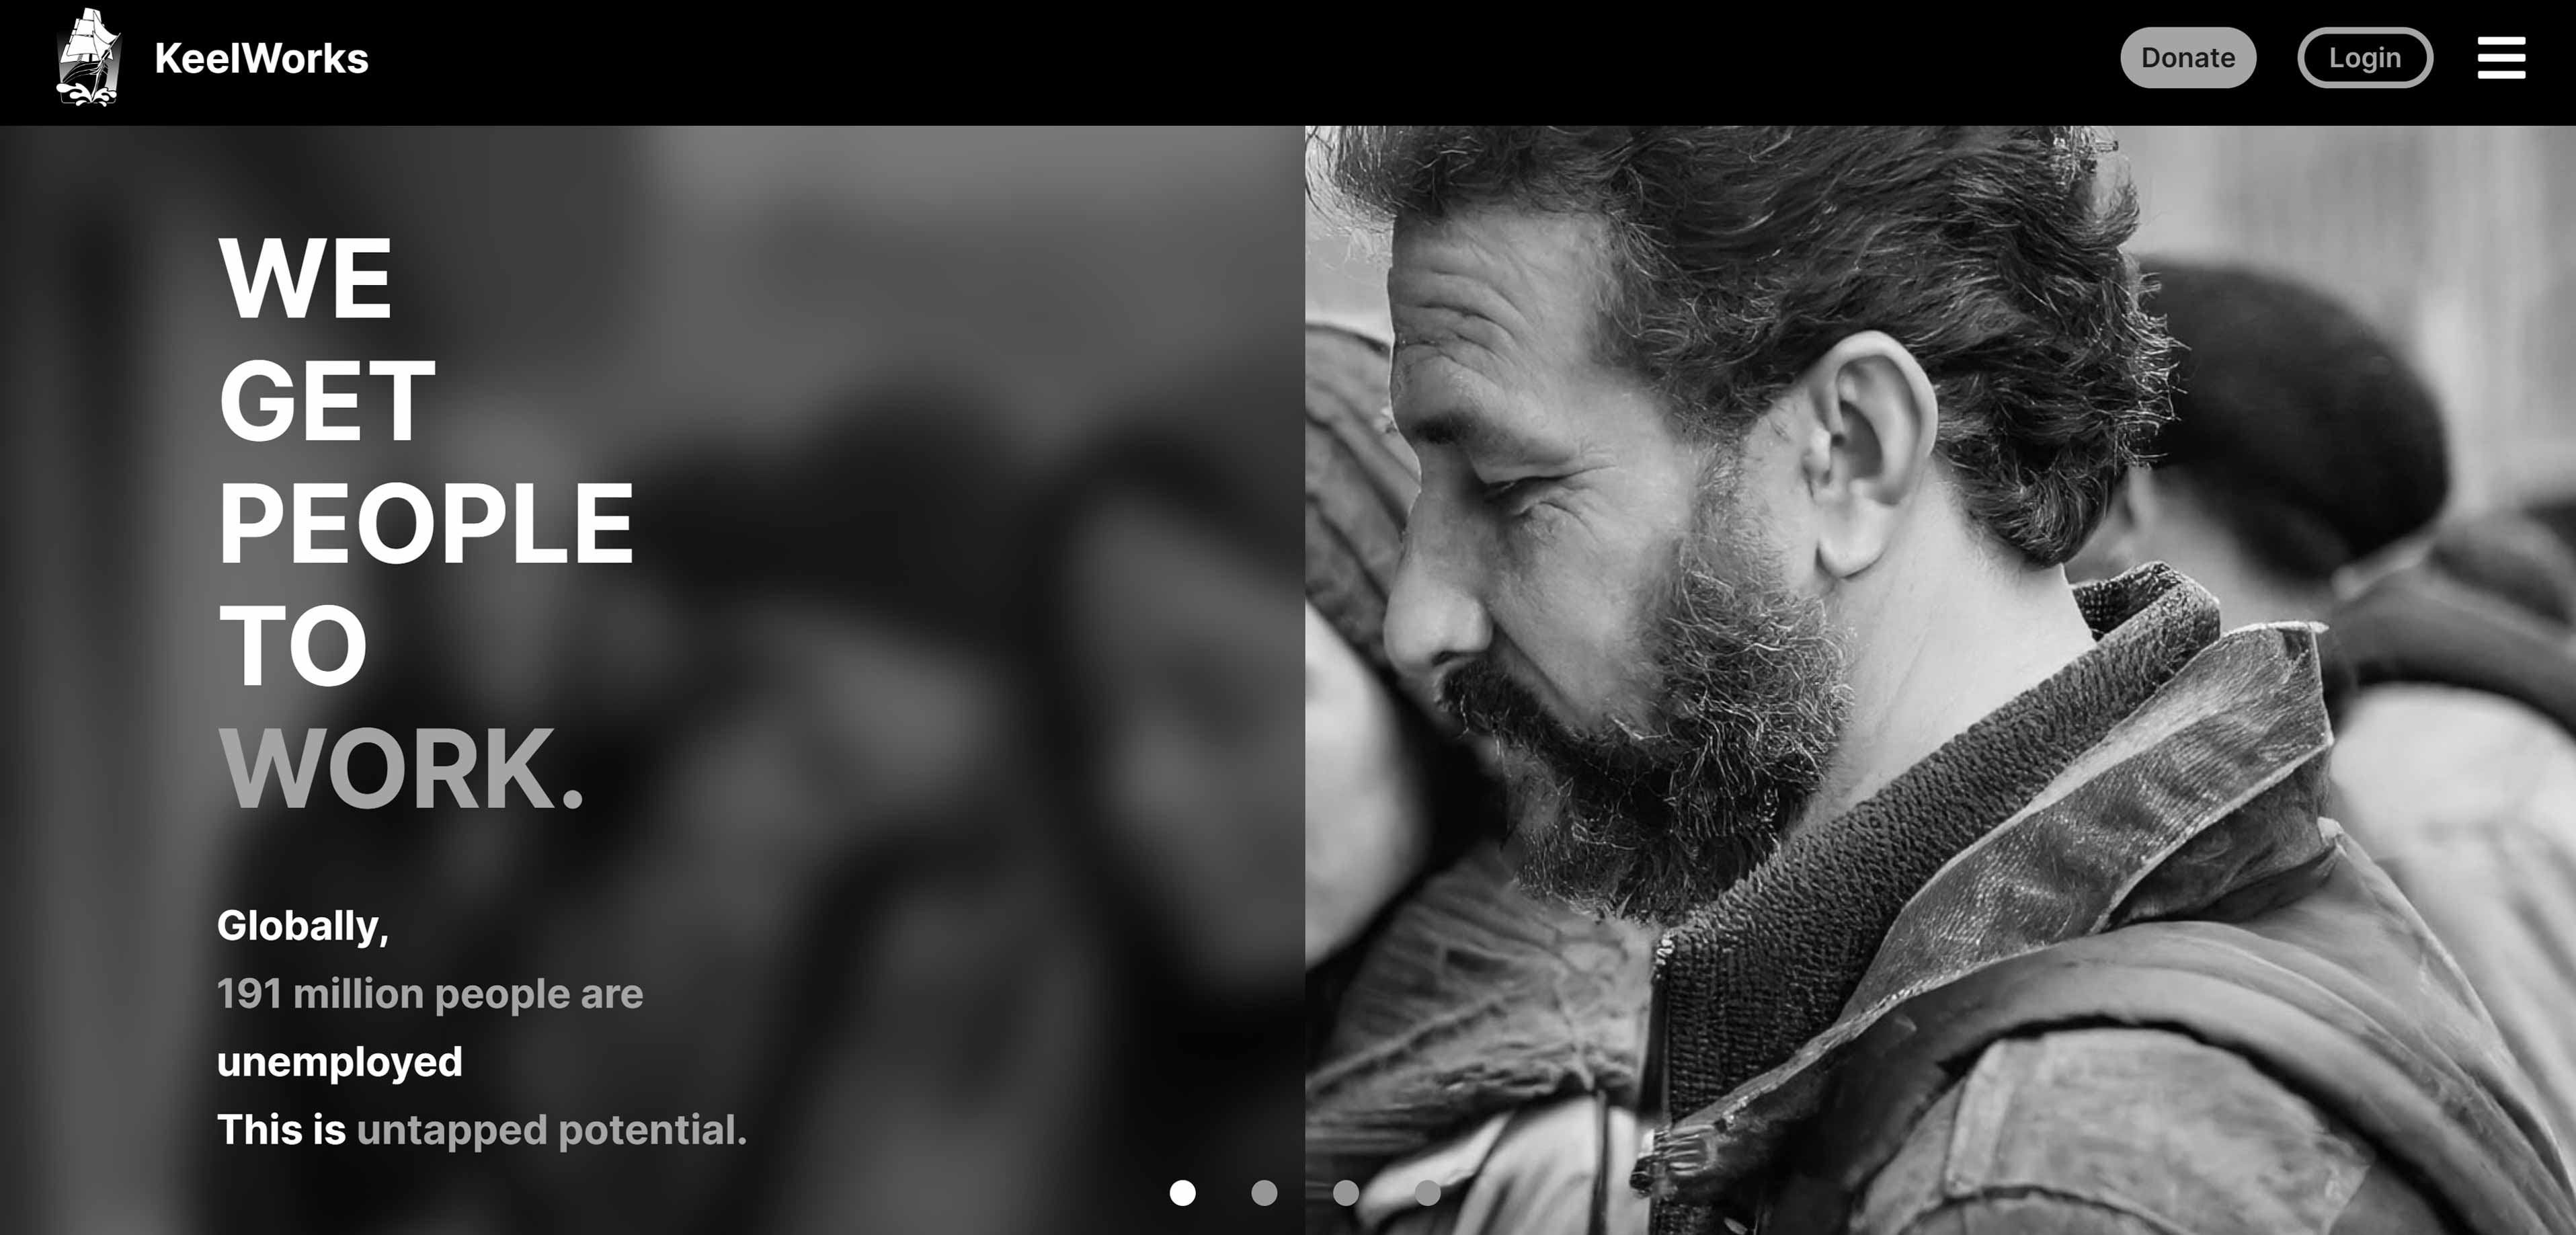 KeelWorks
Donate
Login
WE
GET
PEOPLE
TO
WORK.
Globally,
191 million people are
unemployed
This is untapped potential.